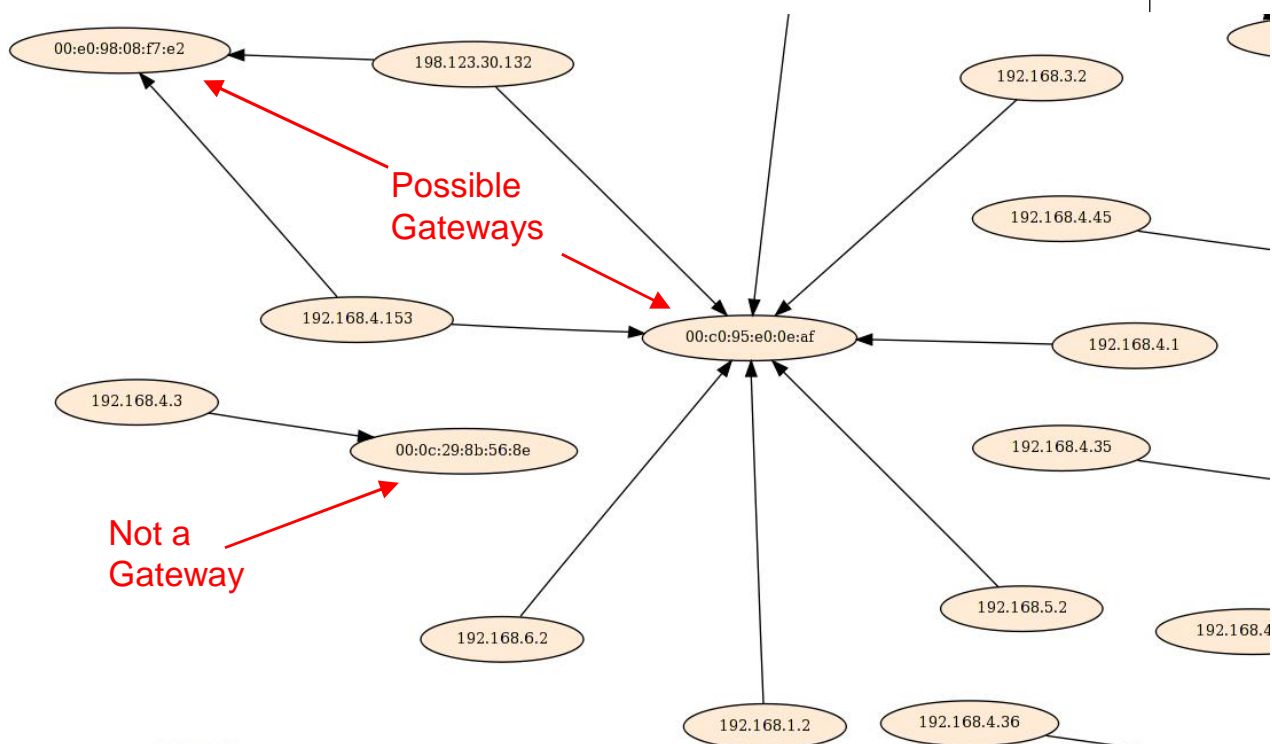 00:e0:98:08:f7:e2
198.123.30.132
192.168.3.2
Possible
Gateways
192.168.4.45
192.168.4.153
00:c0:95:e0:0e:af
192.168.4.1
192.168.4.3
00:0c:29:8b:56:8e
192.168.4.35
Not a
Gateway
192.168.6.2
192.168.5.2
192.168.4
192.168.1.2
192.168.4.36